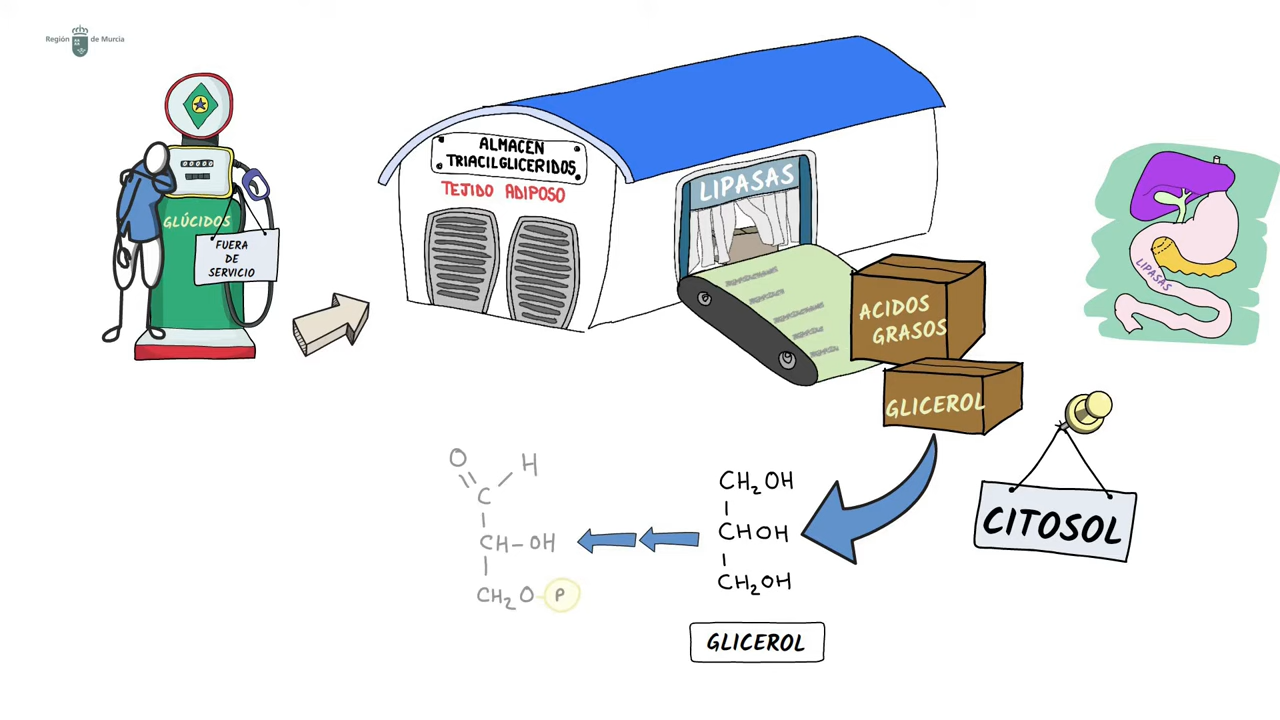 Región de Murcia
GLÚCIDOS
FUERA
DE
SERVICIO
ALMACEN
TRIACILGLICERIDOS
TEJIDO ADIPOSO
LIPASAS
ACIDOS
GRASOS
GLICEROL
LIPASAS
CITOSOL
O
H
C
CH-OH
CH₂O-P
CH₂OH
CHOH
CH₂OH
GLICEROL